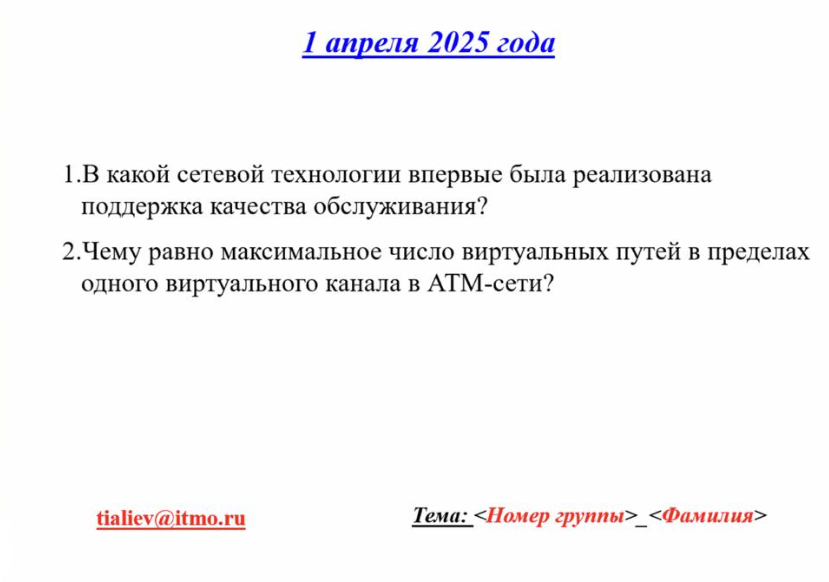 1 апреля 2025 года
1.В какой сетевой технологии впервые была реализована
поддержка качества обслуживания?
2.Чему равно максимальное число виртуальных путей в пределах
одного виртуального канала в АТМ-сети?
tialiev@itmo.ru
Тема: <Номер группы>_<Фамилия>